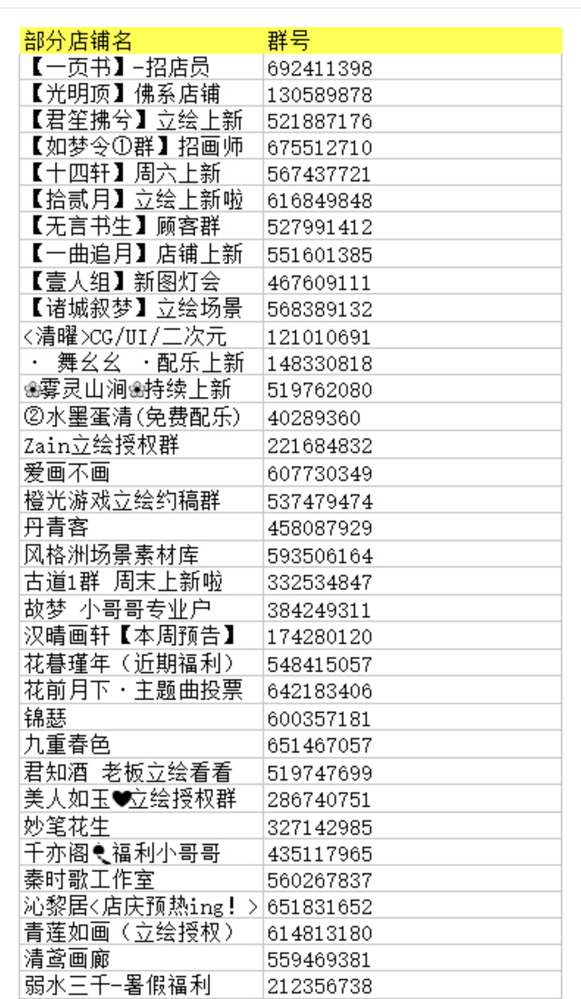 部分店铺名 群号
【一页书】-招店员 692411398
【光明顶】佛系店铺 130589878
【君笙拂兮】立绘上新 521887176
【如梦令①群】招画师 675512710
【十四轩】周六上新 567437721
【拾贰月】立绘上新啦 616849848
【无言书生】顾客群 527991412
【一曲追月】店铺上新 551601385
【壹人组】新图灯会 467609111
【诸城叙梦】立绘场景 568389132
<清曜>CG/UI/二次元 121010691
· 舞幺幺 ·配乐上新 148330818
❀雾灵山涧❀持续上新 519762080
②水墨蛋清(免费配乐) 40289360
Zain立绘授权群 221684832
爱画不画 607730349
橙光游戏立绘约稿群 537479474
丹青客 458087929
风格洲场景素材库 593506164
古道1群 周末上新啦 332534847
故梦 小哥哥专业户 384249311
汉晴画轩【本周预告】 174280120
花暮瑾年（近期福利） 548415057
花前月下·主题曲投票 642183406
锦瑟 600357181
九重春色 651467057
君知酒 老板立绘看看 519747699
美人如玉♥立绘授权群 286740751
妙笔花生 327142985
千亦阁福利小哥哥 435117965
秦时歌工作室 560267837
沁黎居<店庆预热ing！> 651831652
青莲如画（立绘授权） 614813180
清鸢画廊 559469381
弱水三千-暑假福利 212356738